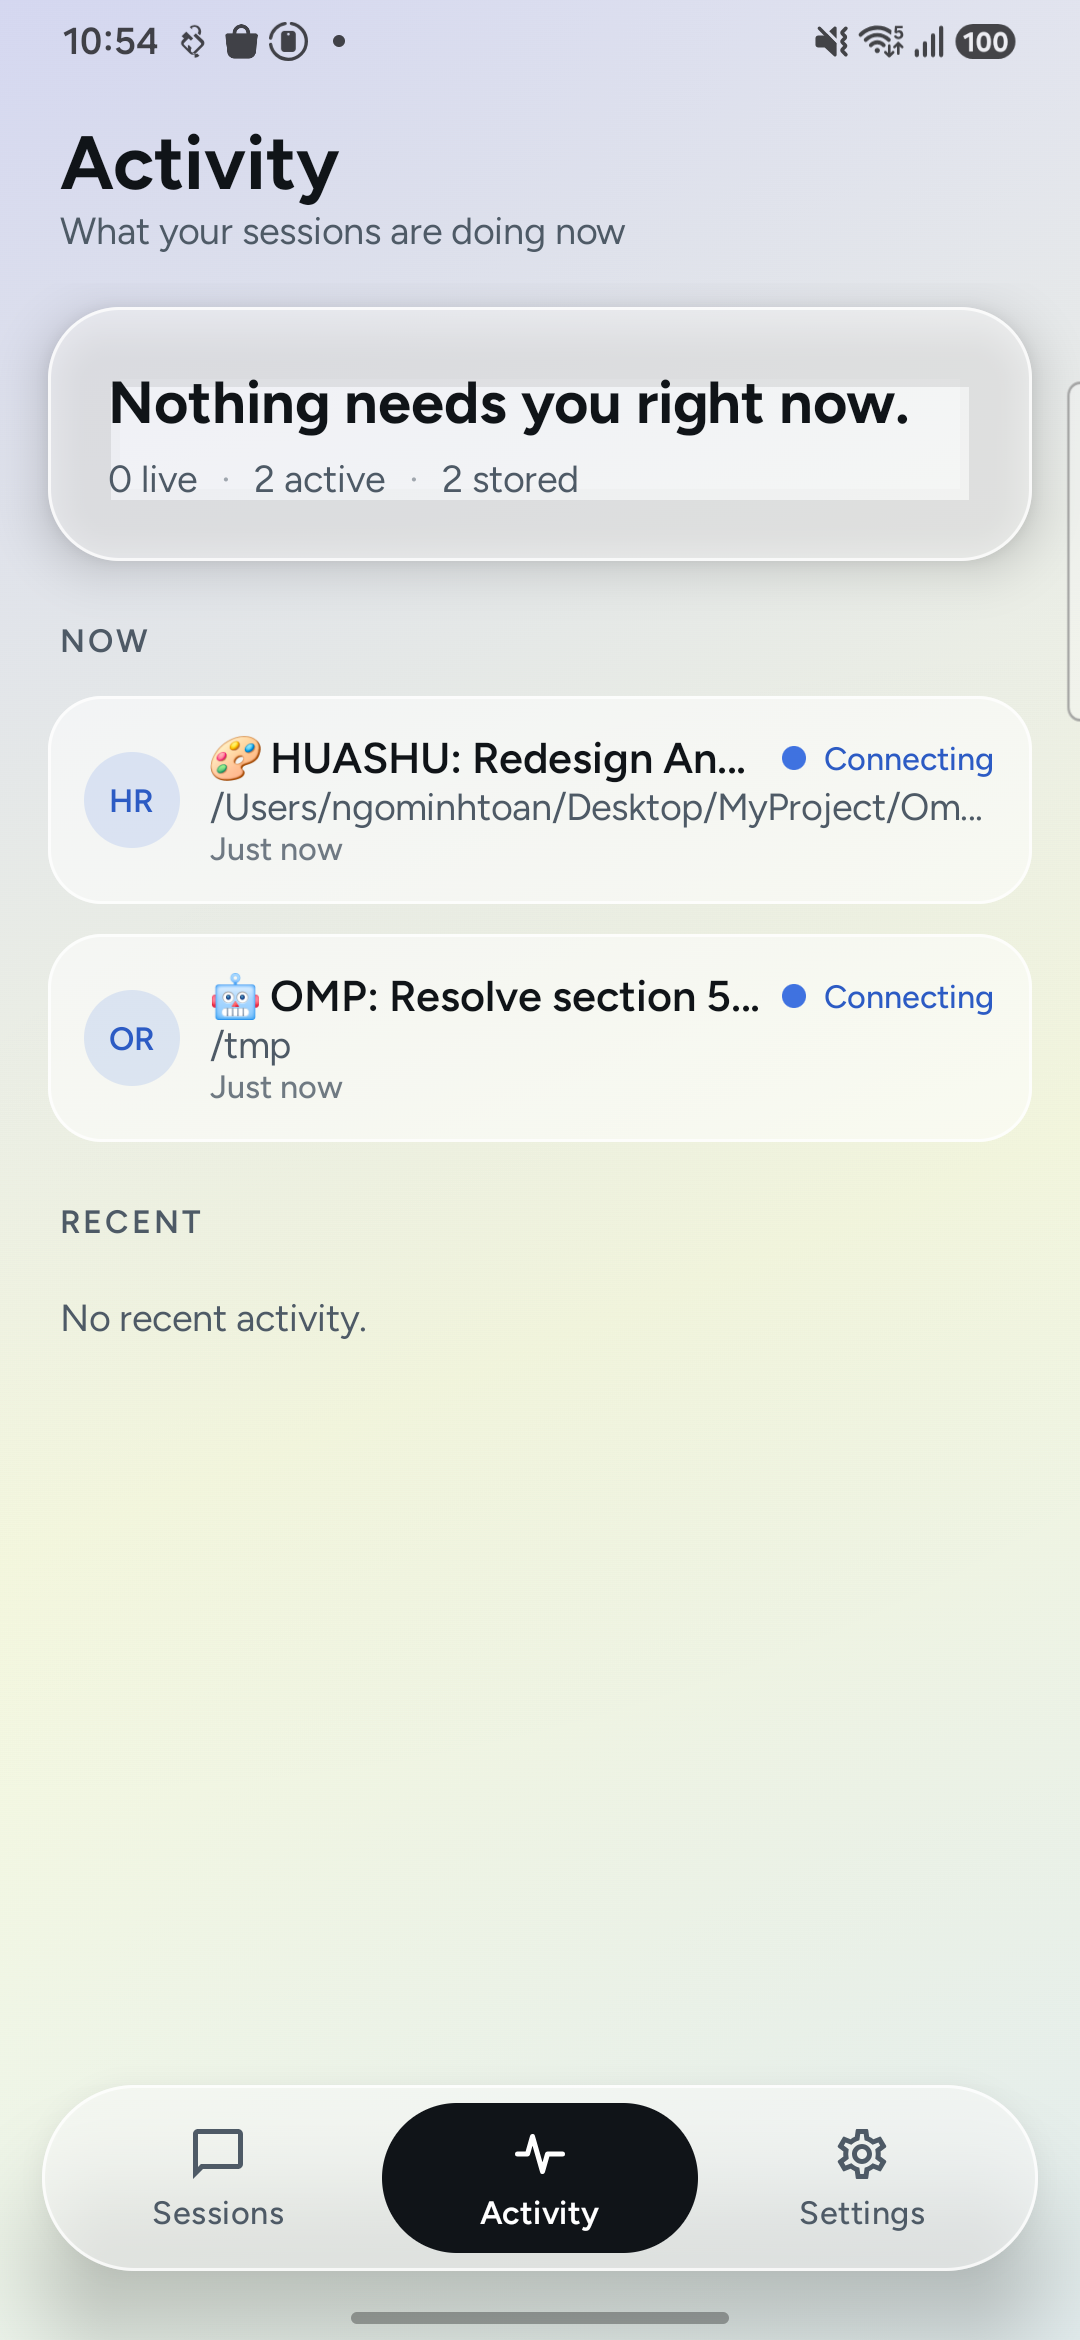 10:54
5
100
Activity
What your sessions are doing now
Nothing needs you right now.
0 live · 2 active · 2 stored
NOW
HR
🎨 HUASHU: Redesign An...
Connecting
/Users/ngominhtoan/Desktop/MyProject/Om...
Just now
OR
🤖 OMP: Resolve section 5...
Connecting
/tmp
Just now
RECENT
No recent activity.
Sessions
Activity
Settings